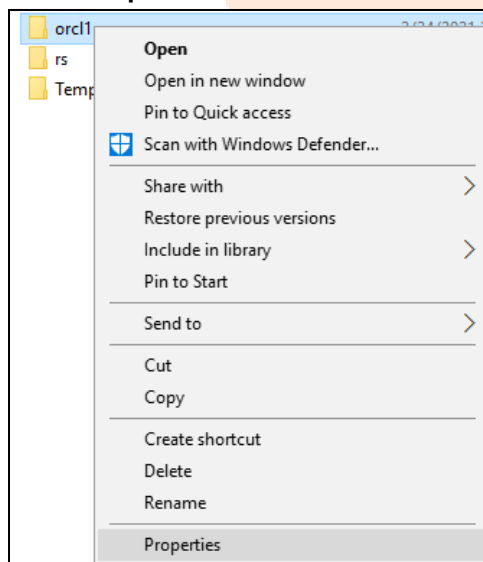 orcl1
rs
Temp
Open
Open in new window
Pin to Quick access
Scan with Windows Defender...
Share with
Restore previous versions
Include in library
Pin to Start
Send to
Cut
Copy
Create shortcut
Delete
Rename
Properties